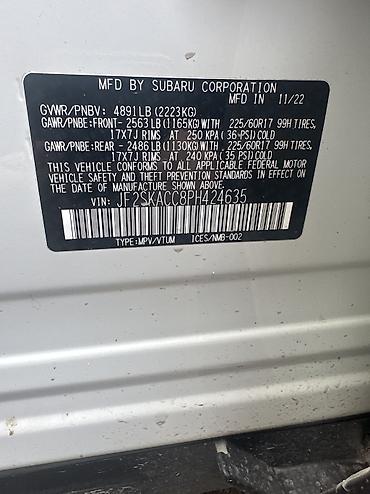 MFD BY SUBARU CORPORATION
MFD IN 11/22
GVWR/PNBV: 4891LB(2223KG)
GAWR/PNBE:FRONT- 2563LB(1165KG)WITH 225/60R17 99H TIRES,
17X7J RIMS AT 250 KPA (36-PSI)COLD
GAWR/PNBE:REAR - 2486LB(1130KG)WITH 225/60R17 99H TIRES,
17X7J RIMS AT 240 KPA (35 PSI)COLD
THIS VEHICLE CONFORMS TO ALL APPLICABLE FEDERAL MOTOR
VEHICLE SAFETY AND THEFT PREVENTION STANDARDS IN EFFECT
ON THE DATE OF MANUFACTURE SHOWN ABOVE.
VIN: JF2SKACC8PH424635
TYPE:MPV/VTUM ICES/NMB-002